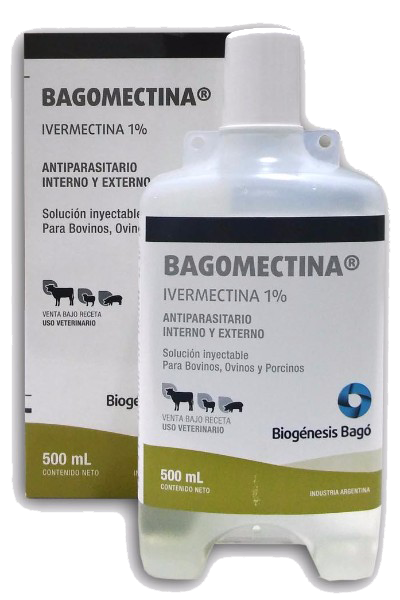 BAGOMECTINA®
IVERMECTINA 1%
ANTIPARASITARIO
INTERNO Y EXTERNO
Solución inyectable
Para Bovinos,
VENTA BAJO RECETA
USO VETERINARIO
500 mL
CONTENIDO NETO
BAGOMECTINA®
IVERMECTINA 1%
ANTIPARASITARIO
INTERNO Y EXTERNO
Solución inyectable
Para Bovinos, Ovinos y Porcinos
VENTA BAJO RECETA
USO VETERINARIO
Biogénesis Bagó
500 mL
CONTENIDO NETO
INDUSTRIA ARGENTINA